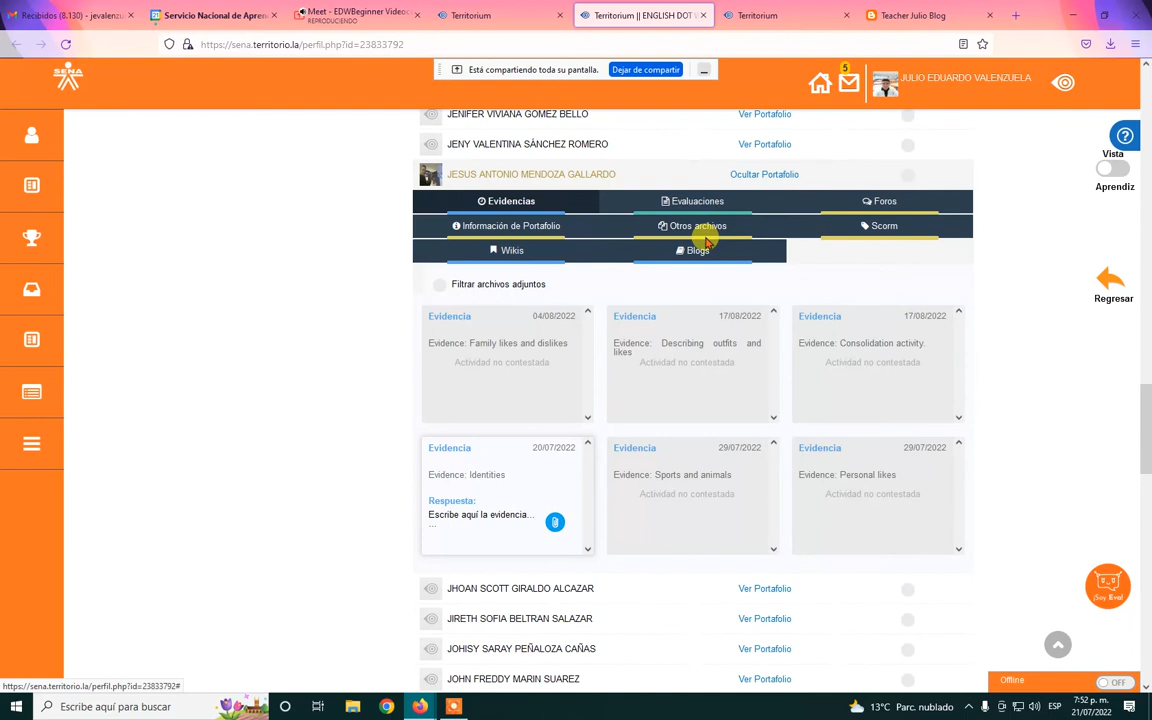 Recibidos (8.130) - jevalenzu
Servicio Nacional de Apren
Meet - EDWBeginner Videoc
REPRODUCIENDO
Territorium
Territorium || ENGLISH DOT W
Territorium
Teacher Julio Blog
https://sena.territorio.la/perfil.php?id=23833792
Está compartiendo toda su pantalla.
Dejar de compartir
SENA
5
JULIO EDUARDO VALENZUELA
JENIFER VIVIANA GOMEZ BELLO
Ver Portafolio
JENY VALENTINA SÁNCHEZ ROMERO
Ver Portafolio
JESUS ANTONIO MENDOZA GALLARDO
Ocultar Portafolio
Vista
Aprendiz
Evidencias
Evaluaciones
Foros
Información de Portafolio
Otros archivos
Scorm
Wikis
Blogs
Regresar
Filtrar archivos adjuntos
Evidencia 04/08/2022
Evidence: Family likes and dislikes
Actividad no contestada
Evidencia 17/08/2022
Evidence: Describing outfits and
likes
Actividad no contestada
Evidencia 17/08/2022
Evidence: Consolidation activity.
Actividad no contestada
Evidencia 20/07/2022
Evidence: Identities
Respuesta:
Escribe aquí la evidencia...
...
Evidencia 29/07/2022
Evidence: Sports and animals
Actividad no contestada
Evidencia 29/07/2022
Evidence: Personal likes
Actividad no contestada
¡Soy Eva!
JHOAN SCOTT GIRALDO ALCAZAR
Ver Portafolio
JIRETH SOFIA BELTRAN SALAZAR
Ver Portafolio
JOHISY SARAY PEÑALOZA CAÑAS
Ver Portafolio
JOHN FREDDY MARIN SUAREZ
Ver Portafolio
Offline
OFF
https://sena.territorio.la/perfil.php?id=23833792#
Escribe aquí para buscar
13°C Parc. nublado
ESP
7:52 p. m.
21/07/2022